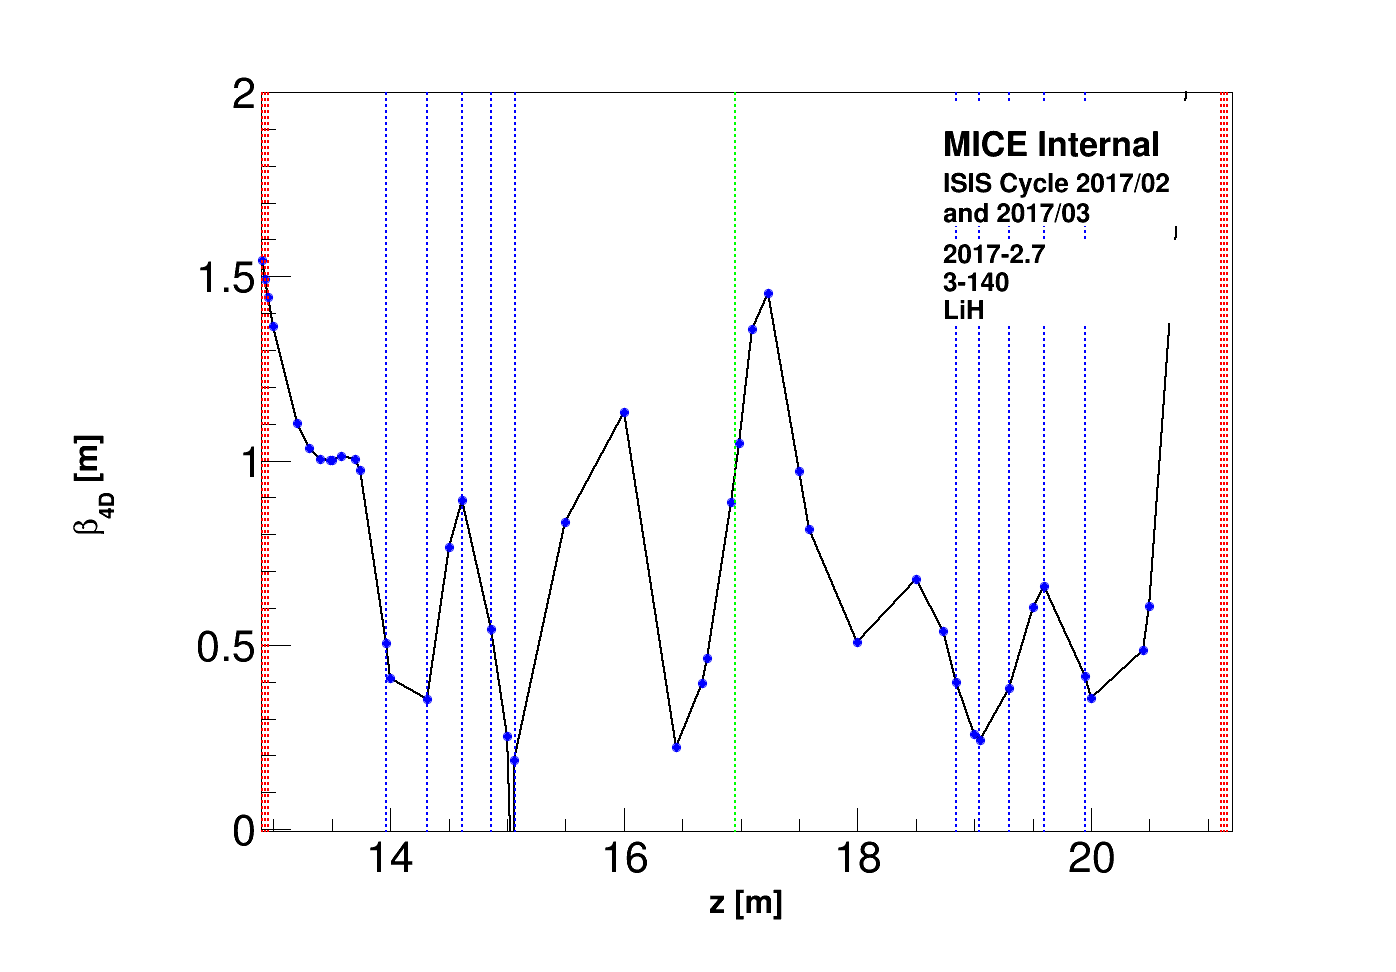 2
MICE Internal
ISIS Cycle 2017/02
and 2017/03
2017-2.7
3-140
LiH
1.5
1
0.5
0
β4D [m]
14 16 18 20
z [m]